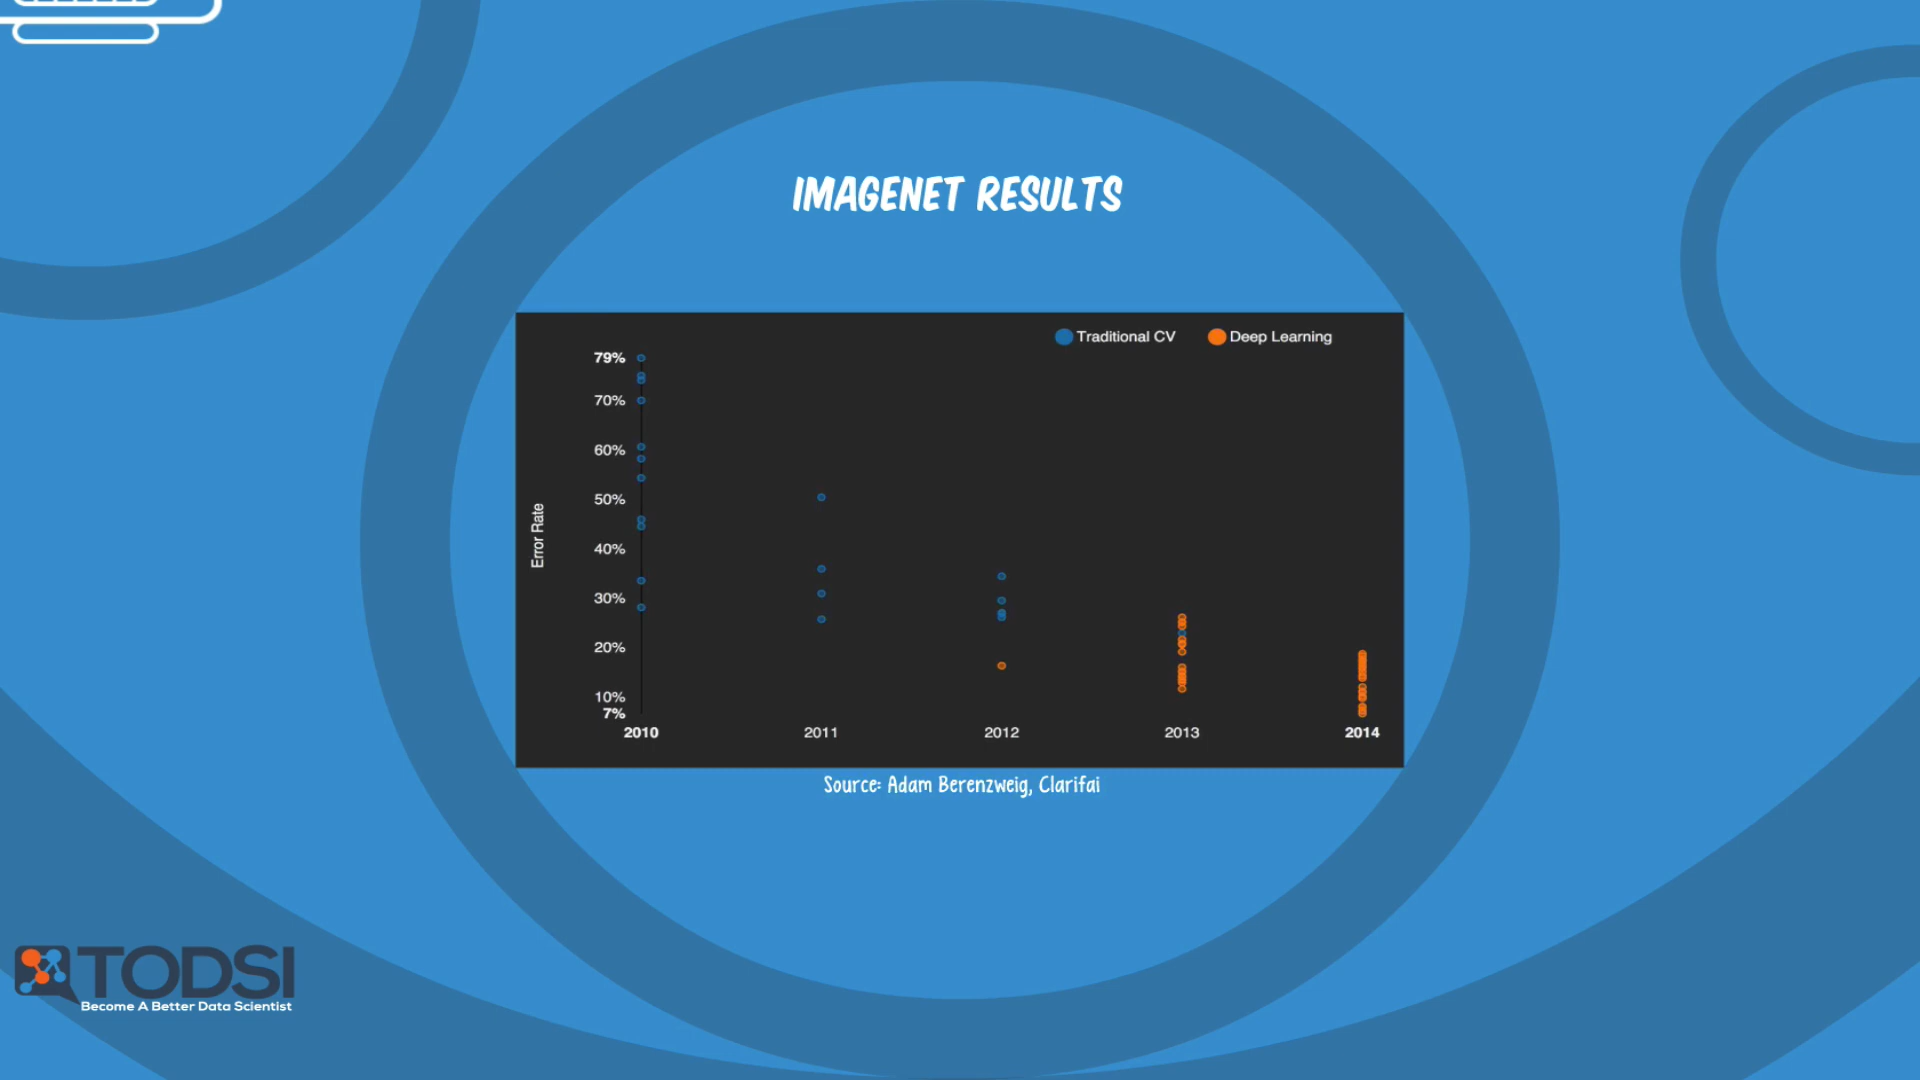 IMAGENET RESULTS
Traditional CV Deep Learning
79%
70%
60%
50%
40%
30%
20%
10%
7%
Error Rate
2010 2011 2012 2013 2014
Source: Adam Berenzweig, Clarifai
TODSI
Become A Better Data Scientist